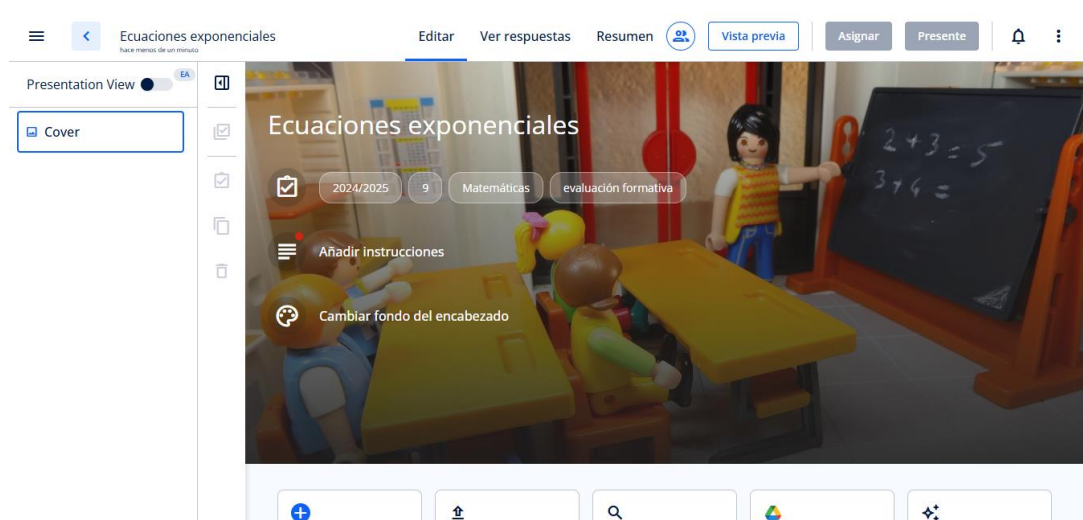 Ecuaciones exponenciales
hace menos de un minuto
Editar Ver respuestas Resumen Vista previa Asignar Presente
Presentation View EA
Cover
Ecuaciones exponenciales
2024/2025 9 Matemáticas evaluación formativa
Añadir instrucciones
Cambiar fondo del encabezado
2+3=5
3+4=